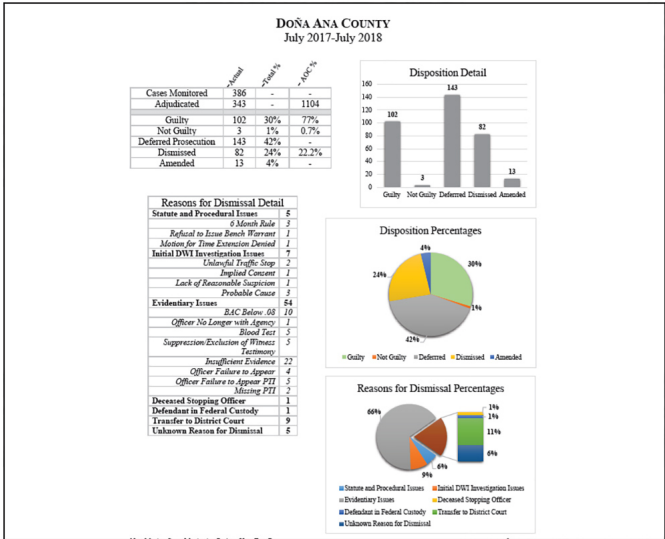 DOÑA ANA COUNTY
July 2017-July 2018
~Actual ~Total % ~ AOC %
Cases Monitored 386 - -
Adjudicated 343 - 1104
Guilty 102 30% 77%
Not Guilty 3 1% 0.7%
Deferred Prosecution 143 42% -
Dismissed 82 24% 22.2%
Amended 13 4% -
Disposition Detail
160
140
120
100
80
60
40
20
0
102
3
143
82
13
Guilty Not Guilty Deferrred Dismissed Amended
Reasons for Dismissal Detail
Statute and Procedural Issues 5
6 Month Rule 3
Refusal to Issue Bench Warrant 1
Motion for Time Extension Denied 1
Initial DWI Investigation Issues 7
Unlawful Traffic Stop 2
Implied Consent 1
Lack of Reasonable Suspicion 1
Probable Cause 3
Evidentiary Issues 54
BAC Below .08 10
Officer No Longer with Agency 1
Blood Test 5
Suppression/Exclusion of Witness 5
Testimony
Insufficient Evidence 22
Officer Failure to Appear 4
Officer Failure to Appear PTI 5
Missing PTI 2
Deceased Stopping Officer 1
Defendant in Federal Custody 1
Transfer to District Court 9
Unknown Reason for Dismissal 5
Disposition Percentages
4%
30%
24%
1%
42%
Guilty Not Guilty Deferrred Dismissed Amended
Reasons for Dismissal Percentages
66%
1%
1%
11%
6%
6%
9%
Statute and Procedural Issues Initial DWI Investigation Issues
Evidentiary Issues Deceased Stopping Officer
Defendant in Federal Custody Transfer to District Court
Unknown Reason for Dismissal